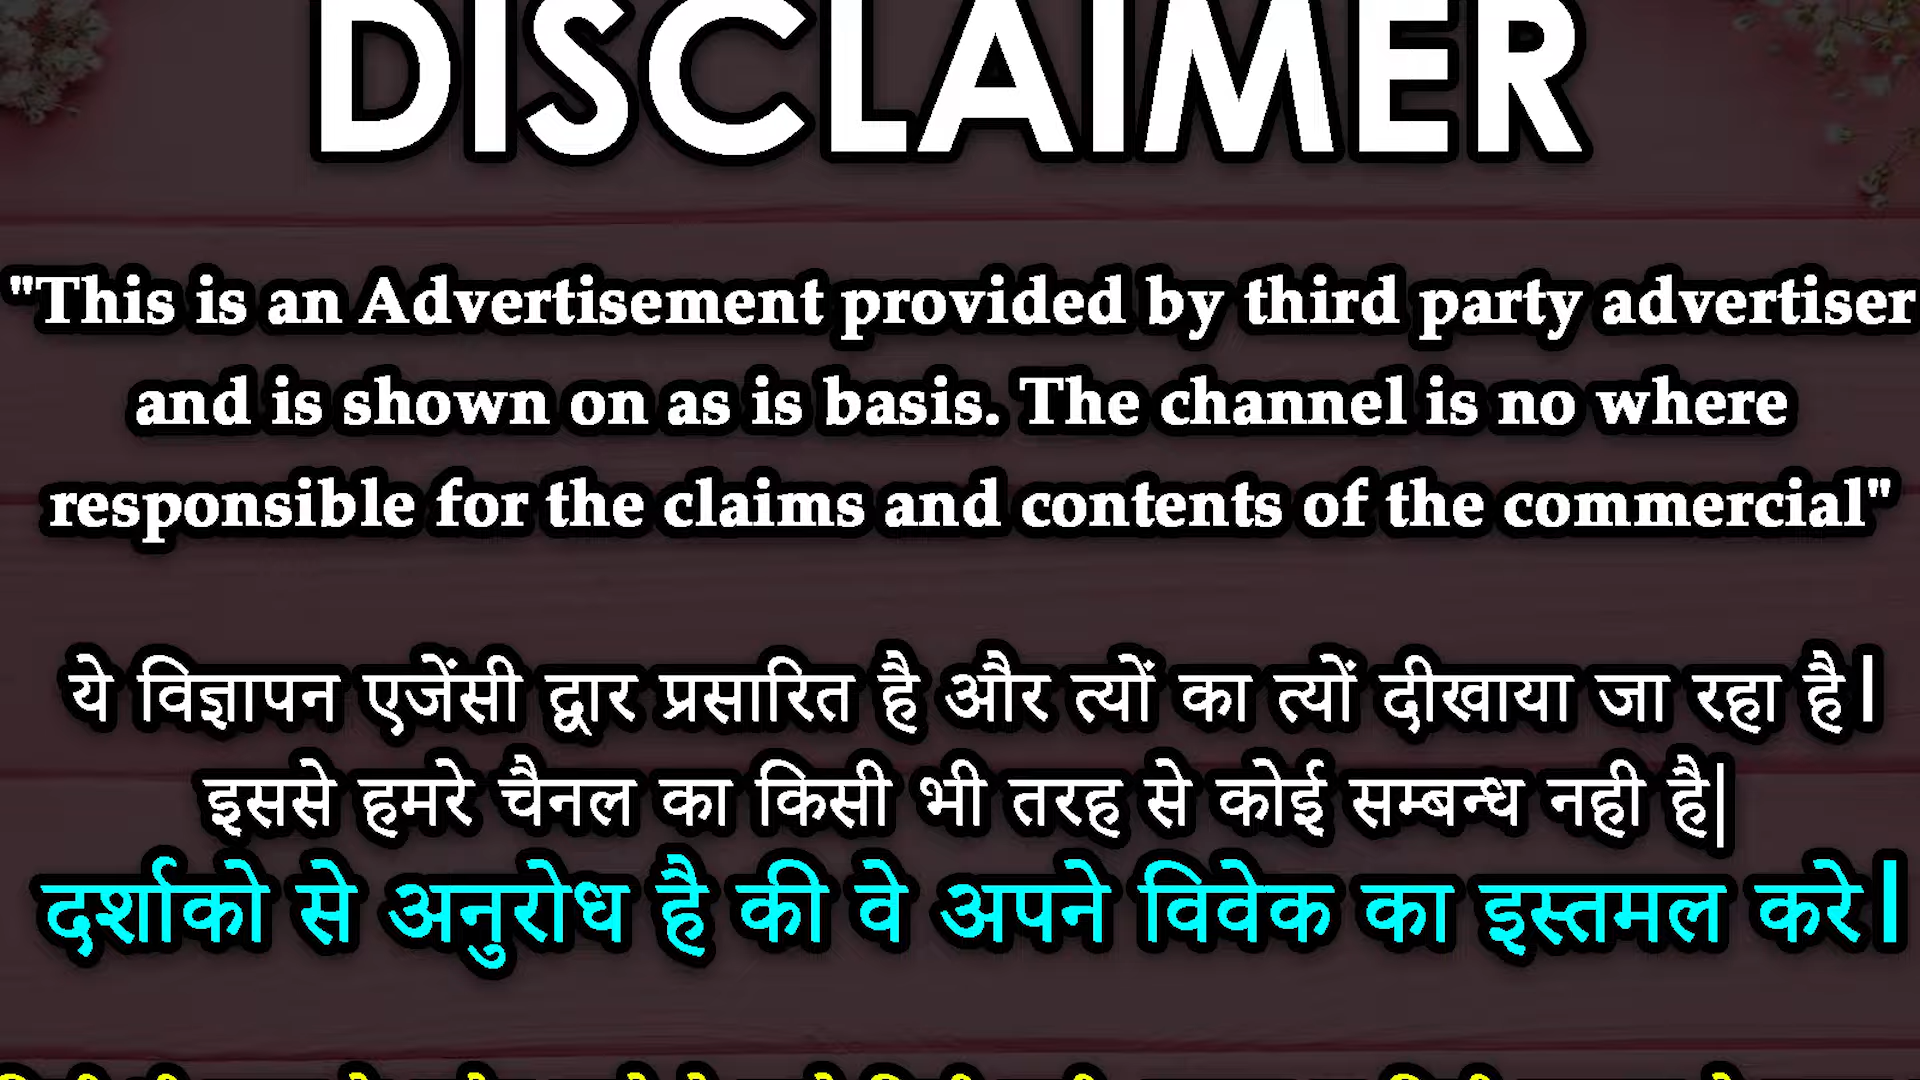 DISCLAIMER
"This is an Advertisement provided by third party advertiser
and is shown on as is basis. The channel is no where
responsible for the claims and contents of the commercial"
ये विज्ञापन एजेंसी द्वार प्रसारित है और त्यों का त्यों दीखाया जा रहा है|
इससे हमरे चैनल का किसी भी तरह से कोई सम्बन्ध नही है|
दर्शाको से अनुरोध है की वे अपने विवेक का इस्तमल करे|